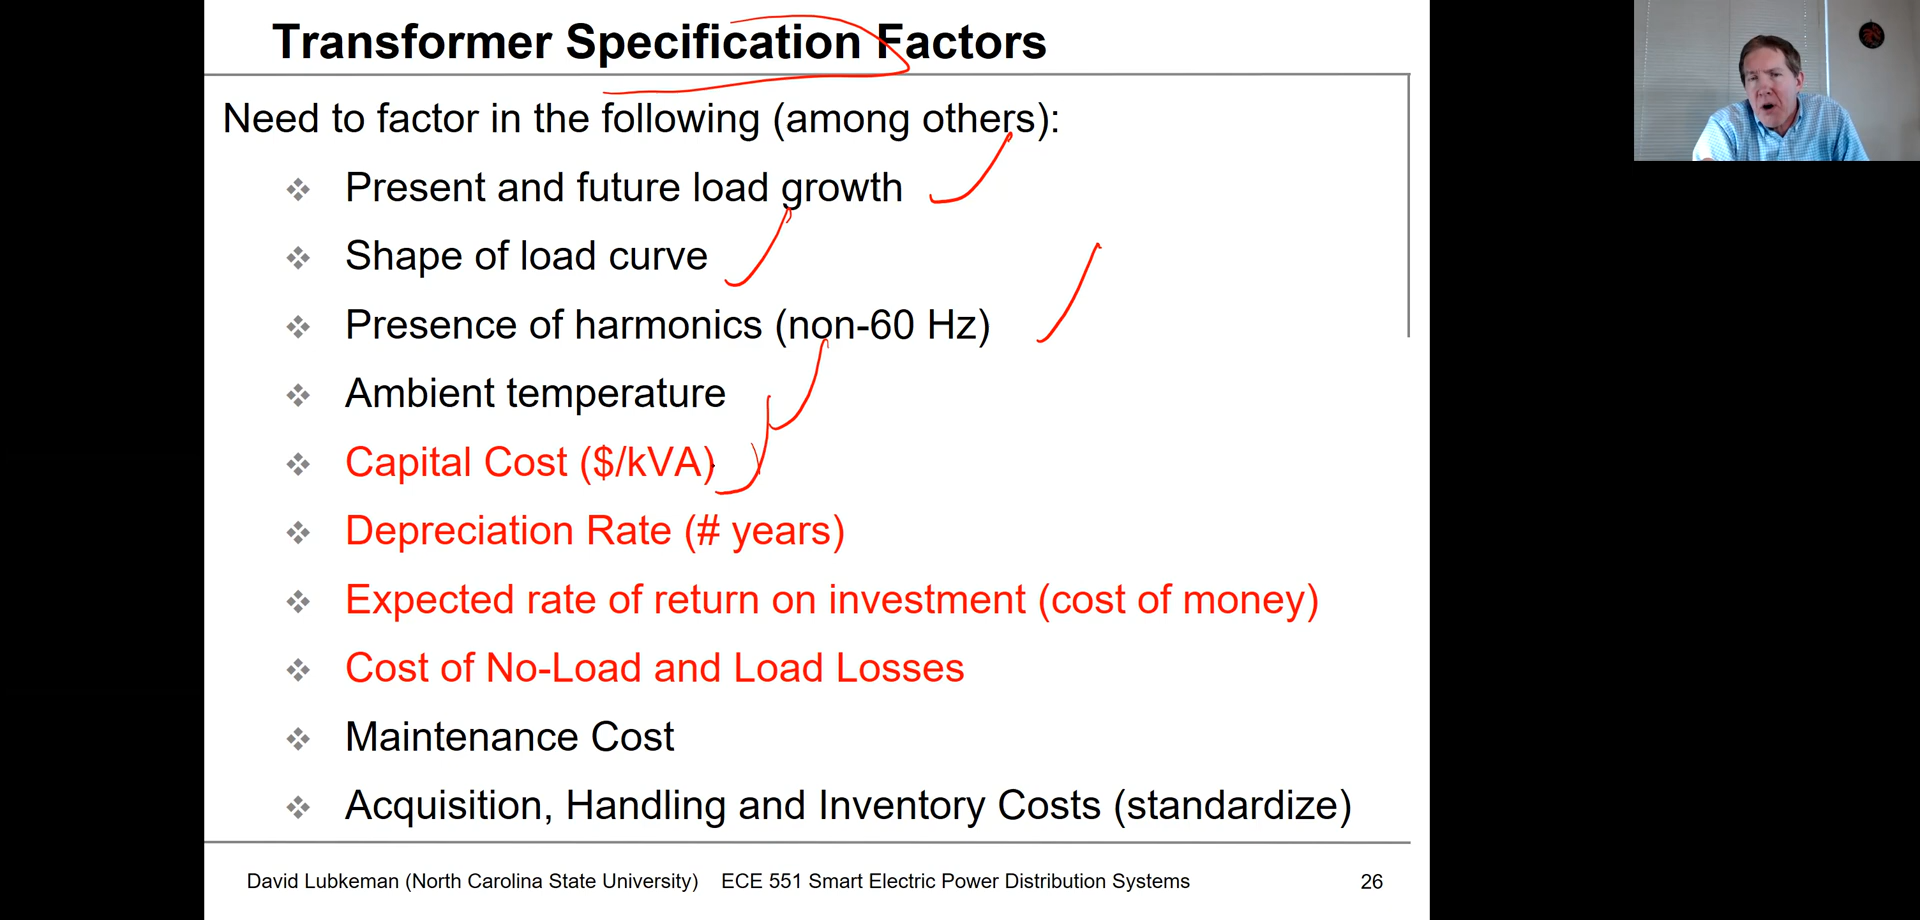 Transformer Specification Factors
Need to factor in the following (among others):
Present and future load growth
Shape of load curve
Presence of harmonics (non-60 Hz)
Ambient temperature
Capital Cost ($/kVA)
Depreciation Rate (# years)
Expected rate of return on investment (cost of money)
Cost of No-Load and Load Losses
Maintenance Cost
Acquisition, Handling and Inventory Costs (standardize)
David Lubkeman (North Carolina State University) ECE 551 Smart Electric Power Distribution Systems 26